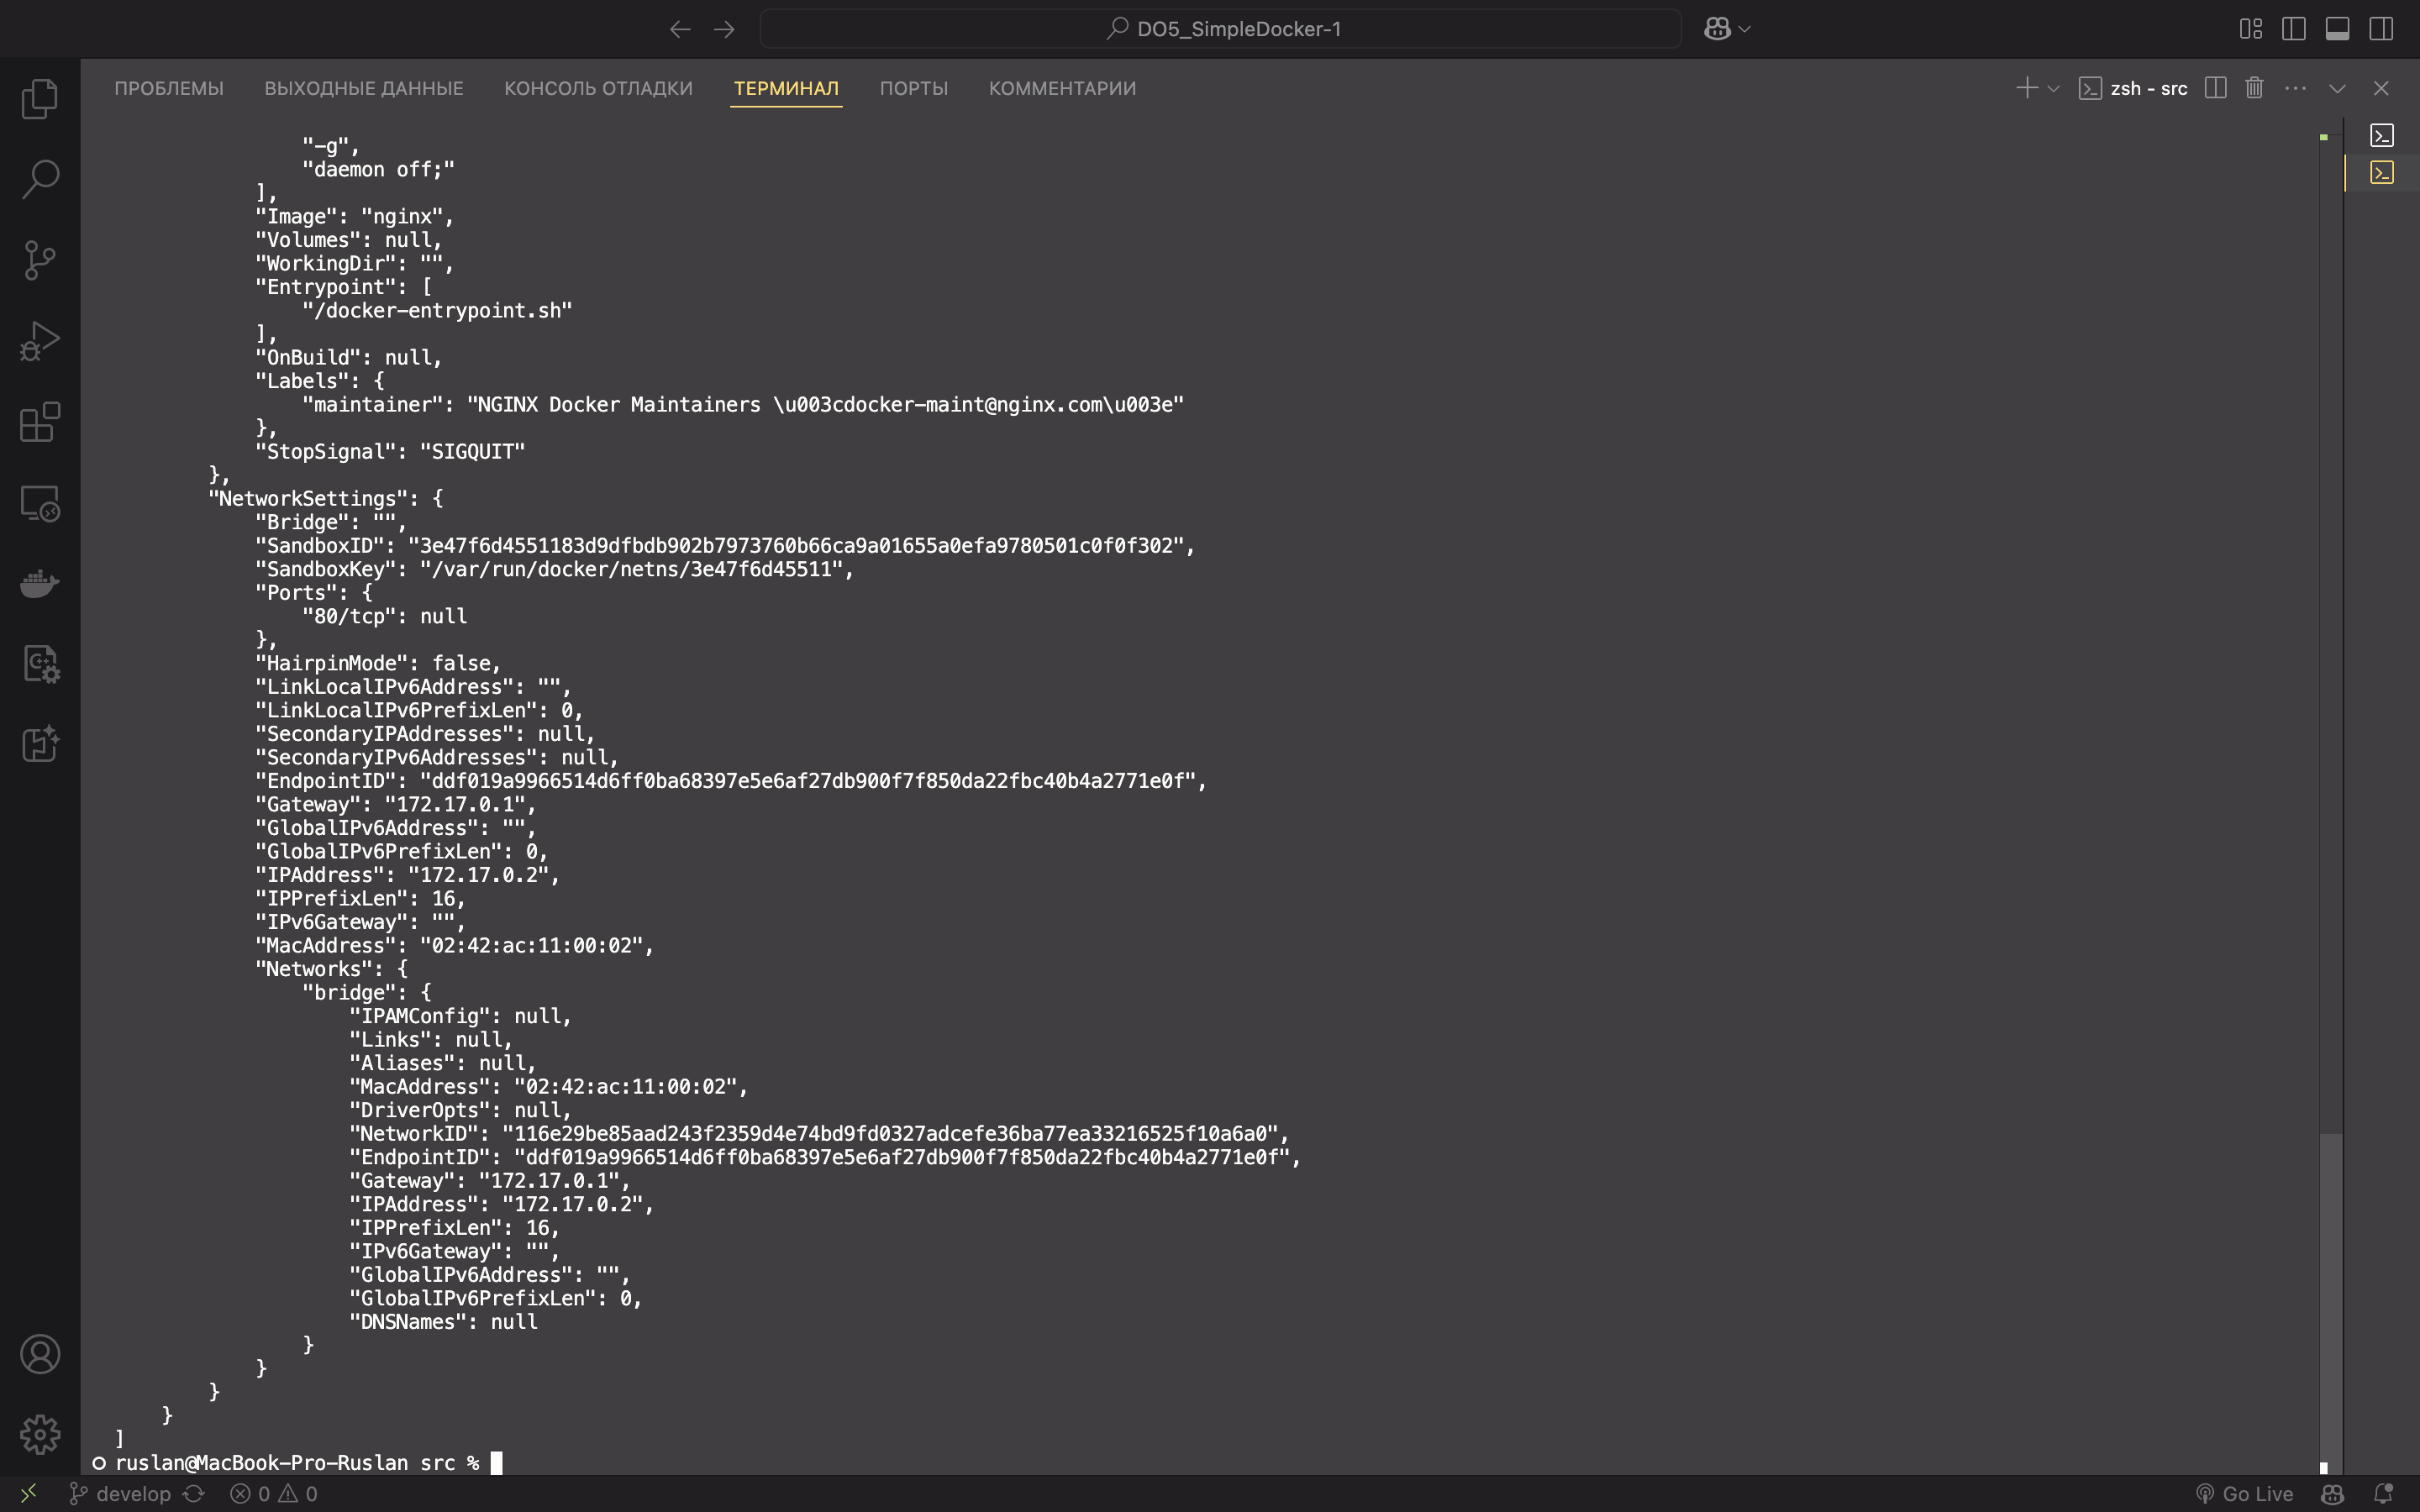 DO5_SimpleDocker-1
ПРОБЛЕМЫ ВЫХОДНЫЕ ДАННЫЕ КОНСОЛЬ ОТЛАДКИ ТЕРМИНАЛ ПОРТЫ КОММЕНТАРИИ zsh - src
"-g",
"daemon off;"
],
"Image": "nginx",
"Volumes": null,
"WorkingDir": "",
"Entrypoint": [
"/docker-entrypoint.sh"
],
"OnBuild": null,
"Labels": {
"maintainer": "NGINX Docker Maintainers \u003cdocker-maint@nginx.com\u003e"
},
"StopSignal": "SIGQUIT"
},
"NetworkSettings": {
"Bridge": "",
"SandboxID": "3e47f6d4551183d9dfbdb902b7973760b66ca9a01655a0efa9780501c0f0f302",
"SandboxKey": "/var/run/docker/netns/3e47f6d45511",
"Ports": {
"80/tcp": null
},
"HairpinMode": false,
"LinkLocalIPv6Address": "",
"LinkLocalIPv6PrefixLen": 0,
"SecondaryIPAddresses": null,
"SecondaryIPv6Addresses": null,
"EndpointID": "ddf019a9966514d6ff0ba68397e5e6af27db900f7f850da22fbc40b4a2771e0f",
"Gateway": "172.17.0.1",
"GlobalIPv6Address": "",
"GlobalIPv6PrefixLen": 0,
"IPAddress": "172.17.0.2",
"IPPrefixLen": 16,
"IPv6Gateway": "",
"MacAddress": "02:42:ac:11:00:02",
"Networks": {
"bridge": {
"IPAMConfig": null,
"Links": null,
"Aliases": null,
"MacAddress": "02:42:ac:11:00:02",
"DriverOpts": null,
"NetworkID": "116e29be85aad243f2359d4e74bd9fd0327adcefe36ba77ea33216525f10a6a0",
"EndpointID": "ddf019a9966514d6ff0ba68397e5e6af27db900f7f850da22fbc40b4a2771e0f",
"Gateway": "172.17.0.1",
"IPAddress": "172.17.0.2",
"IPPrefixLen": 16,
"IPv6Gateway": "",
"GlobalIPv6Address": "",
"GlobalIPv6PrefixLen": 0,
"DNSNames": null
}
}
}
}
]
ruslan@MacBook-Pro-Ruslan src %
develop 0 0 Go Live